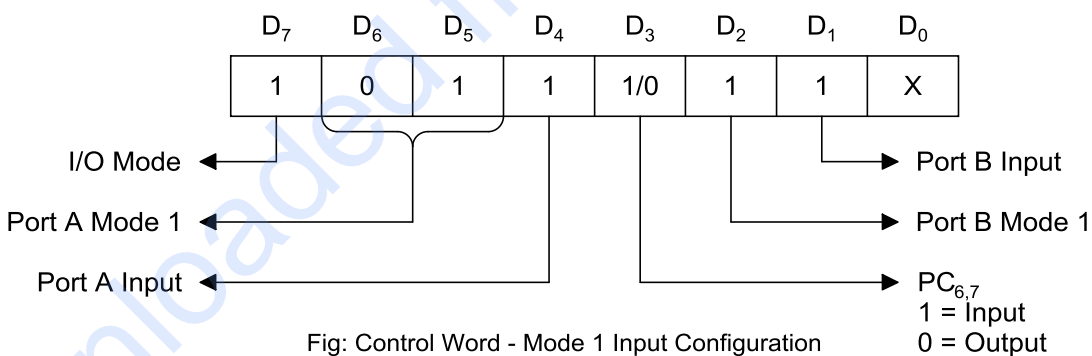 D7 D6 D5 D4 D3 D2 D1 D0
1 0 1 1 1/0 1 1 X
I/O Mode
Port B Input
Port A Mode 1
Port B Mode 1
Port A Input
PC6,7
1 = Input
0 = Output
Fig: Control Word - Mode 1 Input Configuration